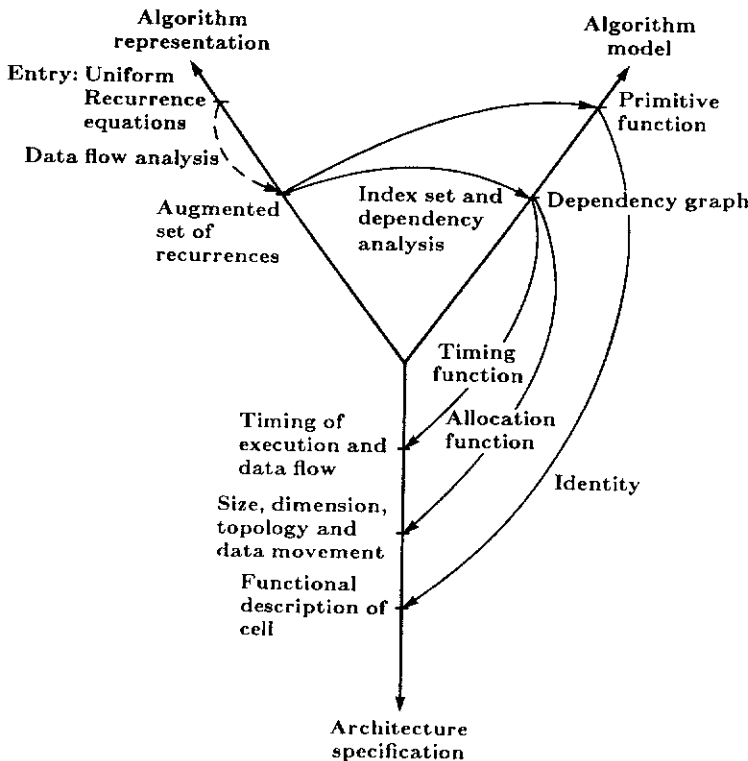 Algorithm
representation
Algorithm
model
Entry: Uniform
Recurrence
equations
Primitive
function
Data flow analysis
Augmented
set of
recurrences
Index set and
dependency
analysis
Dependency graph
Timing
function
Allocation
function
Timing of
execution and
data flow
Identity
Size, dimension,
topology and
data movement
Functional
description of
cell
Architecture
specification